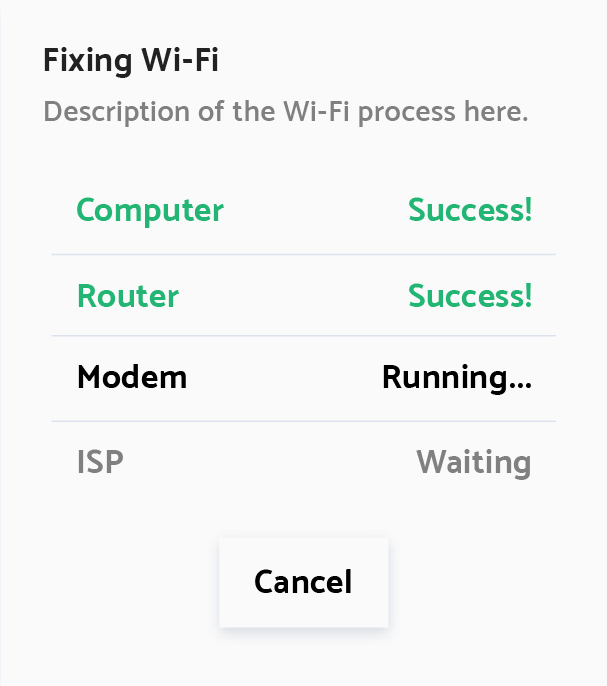 Fixing Wi-Fi
Description of the Wi-Fi process here.
Computer Success!
Router Success!
Modem Running...
ISP Waiting
Cancel